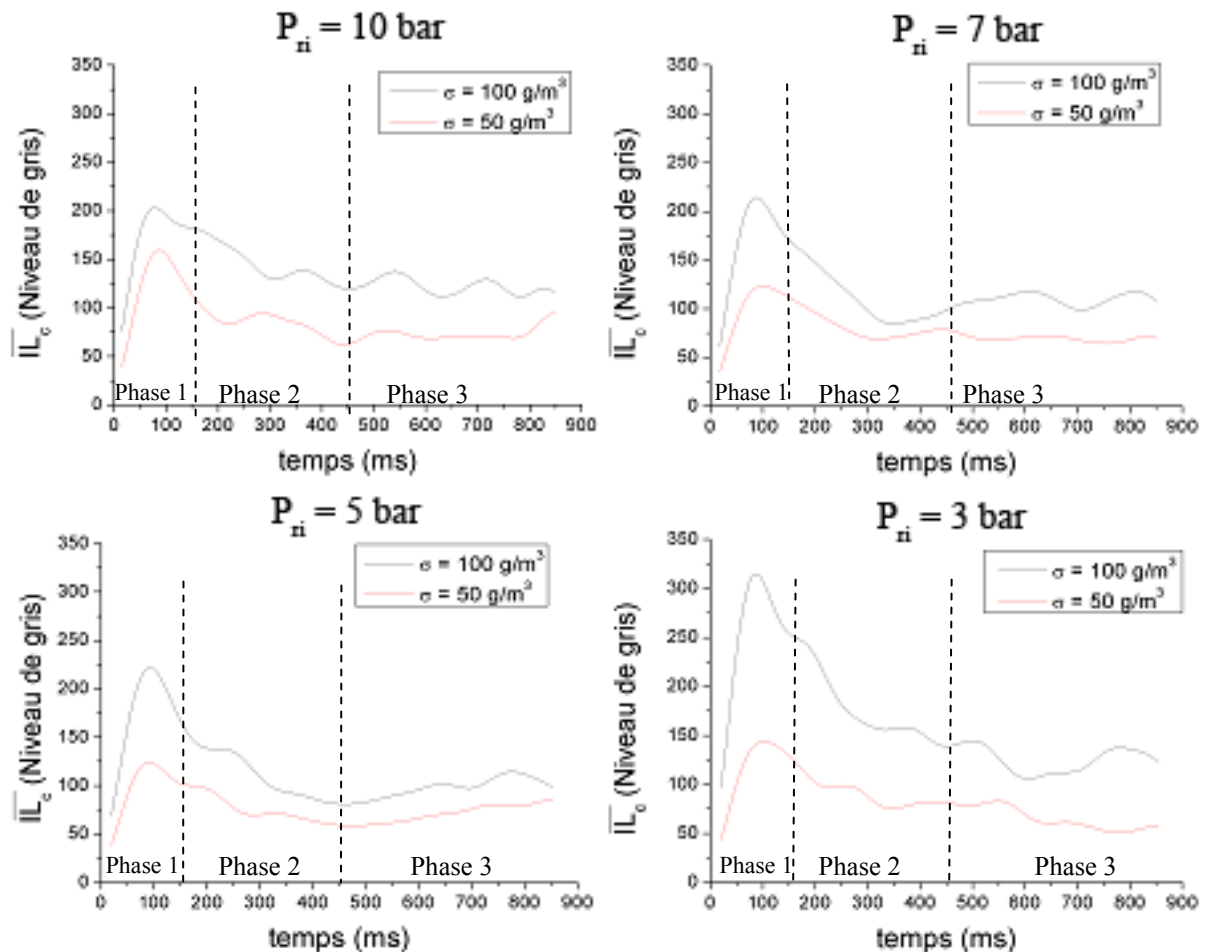 P_ri = 10 bar
350
300
250
200
150
100
50
0
IL_c (Niveau de gris)
σ = 100 g/m³
σ = 50 g/m³
Phase 1
Phase 2
Phase 3
0 100 200 300 400 500 600 700 800 900
temps (ms)
P_ri = 7 bar
350
300
250
200
150
100
50
0
IL_c (Niveau de gris)
σ = 100 g/m³
σ = 50 g/m³
Phase 1
Phase 2
Phase 3
0 100 200 300 400 500 600 700 800 900
temps (ms)
P_ri = 5 bar
350
300
250
200
150
100
50
0
IL_c (Niveau de gris)
σ = 100 g/m³
σ = 50 g/m³
Phase 1
Phase 2
Phase 3
0 100 200 300 400 500 600 700 800 900
temps (ms)
P_ri = 3 bar
350
300
250
200
150
100
50
0
IL_c (Niveau de gris)
σ = 100 g/m³
σ = 50 g/m³
Phase 1
Phase 2
Phase 3
0 100 200 300 400 500 600 700 800 900
temps (ms)